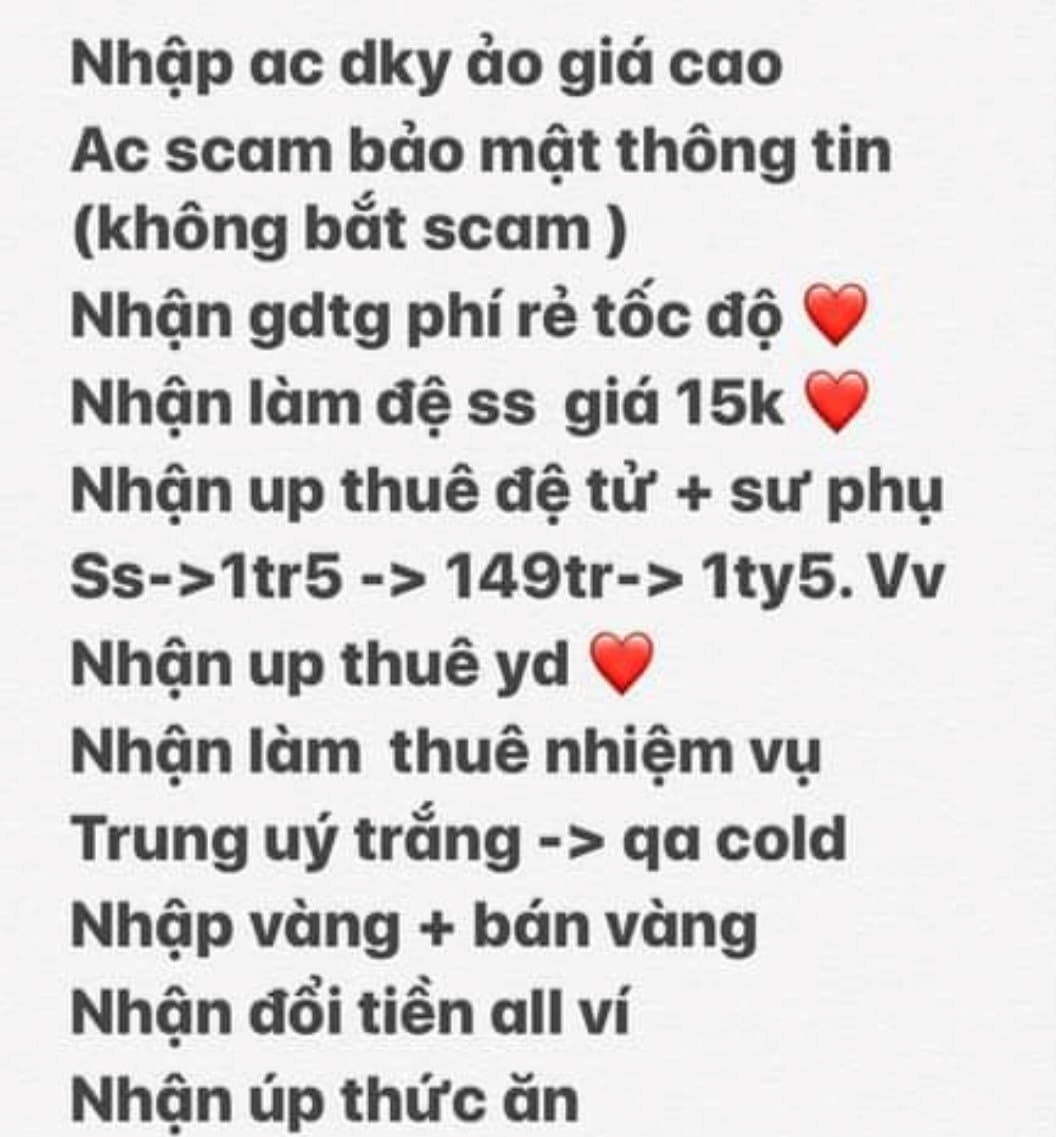 Nhập ac dky ảo giá cao
Ac scam bảo mật thông tin
(không bắt scam )
Nhận gdtg phí rẻ tốc độ ❤️
Nhận làm đệ ss  giá 15k ❤️
Nhận up thuê đệ tử + sư phụ
Ss->1tr5 -> 149tr-> 1ty5. Vv
Nhận up thuê yd ❤️
Nhận làm  thuê nhiệm vụ
Trung uý trắng -> qa cold
Nhập vàng + bán vàng
Nhận đổi tiền all ví
Nhận úp thức ăn